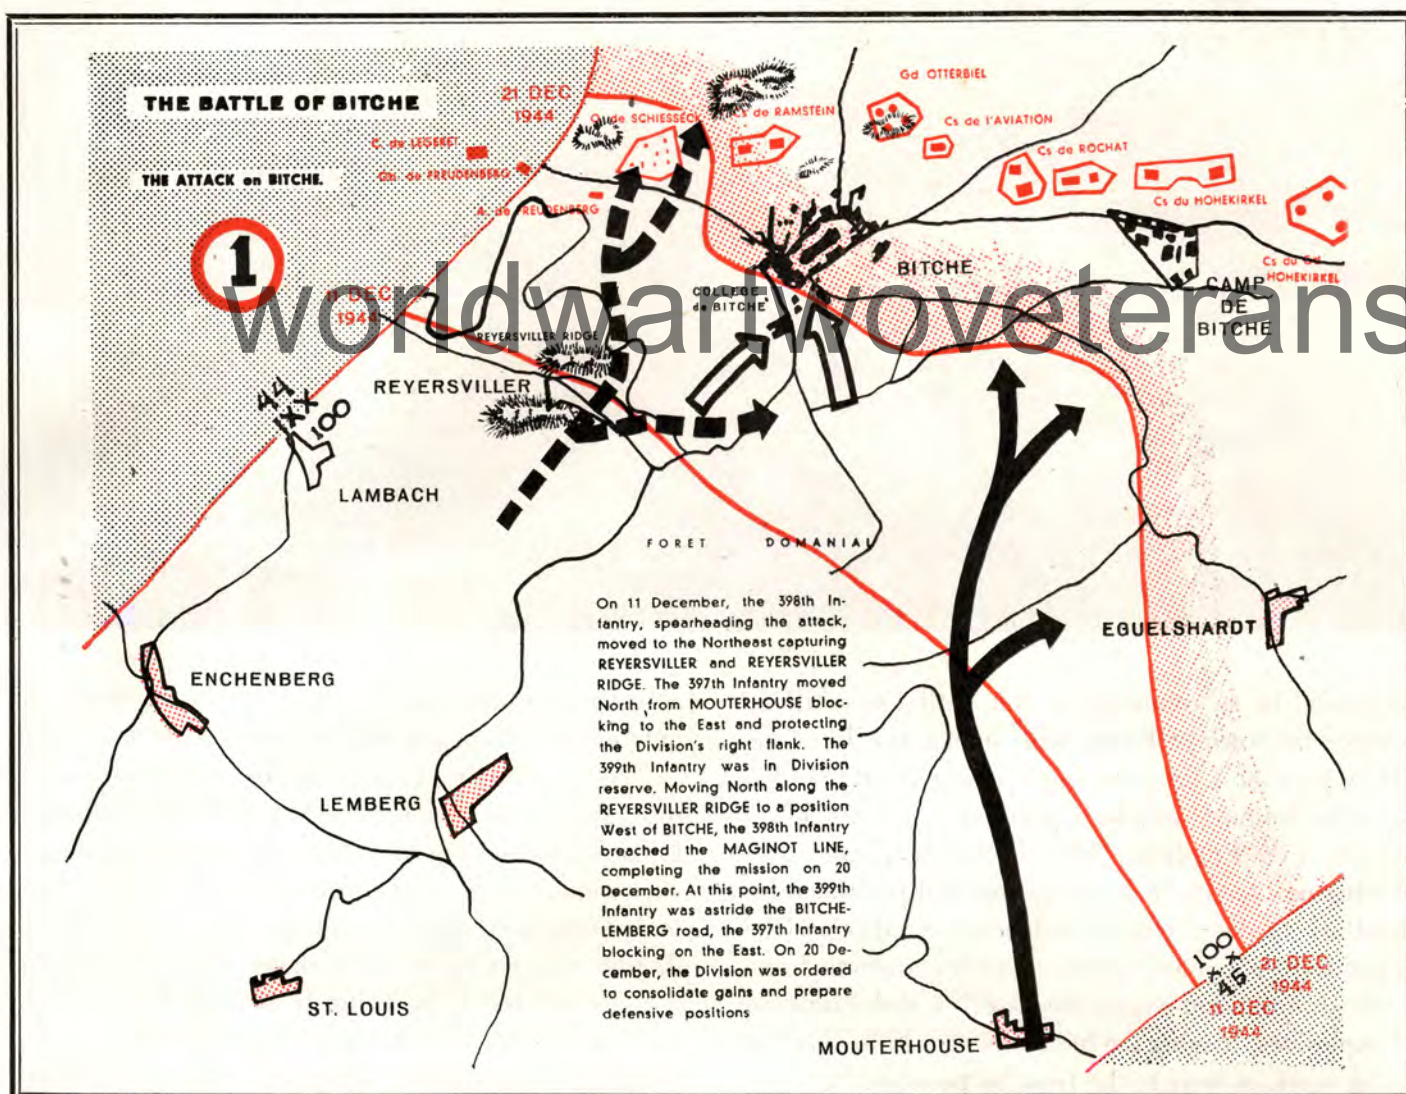 THE BATTLE OF BITCHE
THE ATTACK on BITCHE.
1
21 DEC
1944
C. de LEGERET
Ob. de FREUDENBERG
A. de FREUDENBERG
O. de SCHIESSECK
Cs de RAMSTEIN
Gd OTTERBIEL
Cs de l'AVIATION
Cs de ROCHAT
Cs du HOHEKIRKEL
Cs du Gd
HOHEKIRKEL
11 DEC
1944
worldwartwoveterans
COLLEGE
de BITCHE
BITCHE
CAMP
DE
BITCHE
REYERSVILLER RIDGE
REYERSVILLER
44
XX
100
LAMBACH
FORET DOMANIAL
EGUELSHARDT
ENCHENBERG
LEMBERG
ST. LOUIS
MOUTERHOUSE
On 11 December, the 398th In-
fantry, spearheading the attack,
moved to the Northeast capturing
REYERSVILLER and REYERSVILLER
RIDGE. The 397th Infantry moved
North from MOUTERHOUSE bloc-
king to the East and protecting
the Division's right flank. The
399th Infantry was in Division
reserve. Moving North along the
REYERSVILLER RIDGE to a position
West of BITCHE, the 398th Infantry
breached the MAGINOT LINE,
completing the mission on 20
December. At this point, the 399th
Infantry was astride the BITCHE-
LEMBERG road, the 397th Infantry
blocking on the East. On 20 De-
cember, the Division was ordered
to consolidate gains and prepare
defensive positions
100
XX
45
21 DEC
1944
11 DEC
1944